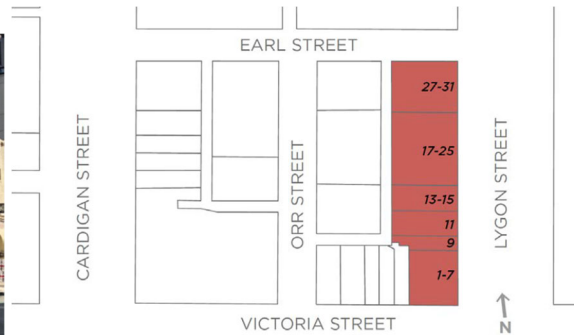 EARL STREET
CARDIGAN STREET
ORR STREET
LYGON STREET
27-31
17-25
13-15
11
9
1-7
VICTORIA STREET
N